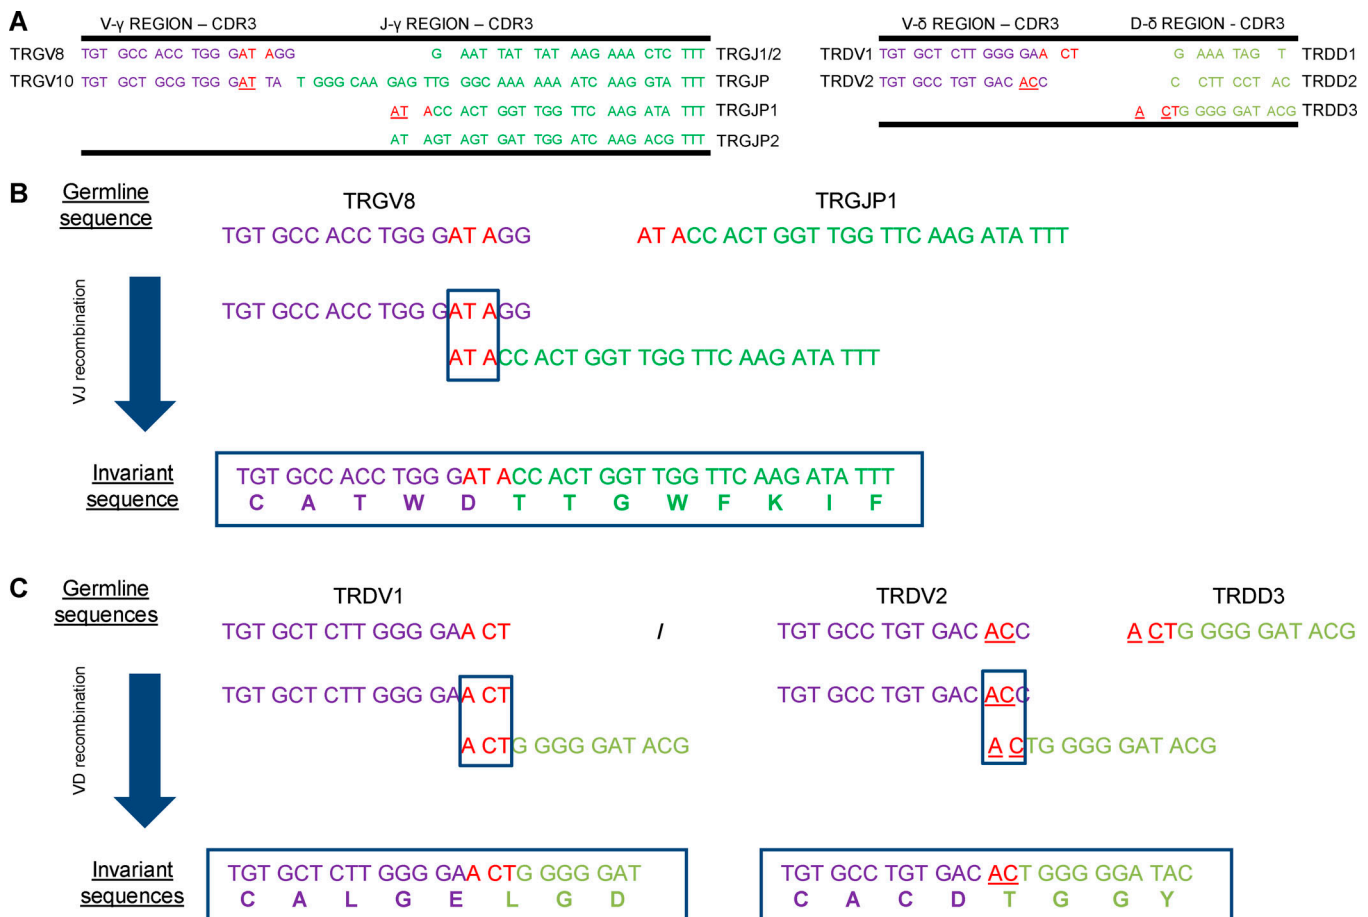 A V-γ REGION – CDR3 J-γ REGION – CDR3 V-δ REGION – CDR3 D-δ REGION - CDR3
TRGV8 TGT GCC ACC TGG GAT AGG G AAT TAT TAT AAG AAA CTC TTT TRGJ1/2 TRDV1 TGT GCT CTT GGG GAA CT G AAA TAG T TRDD1
TRGV10 TGT GCT GCG TGG GAT TA T GGG CAA GAG TTG GGC AAA AAA ATC AAG GTA TTT TRGJP TRDV2 TGT GCC TGT GAC ACC C CTT CCT AC TRDD2
AT ACC ACT GGT TGG TTC AAG ATA TTT TRGJP1 A CTG GGG GAT ACG TRDD3
AT AGT AGT GAT TGG ATC AAG ACG TTT TRGJP2
B Germline sequence TRGV8 TRGJP1
TGT GCC ACC TGG GAT AGG AT ACC ACT GGT TGG TTC AAG ATA TTT
VJ recombination
TGT GCC ACC TGG GAT AGG
AT ACC ACT GGT TGG TTC AAG ATA TTT
Invariant sequence
TGT GCC ACC TGG GAT ACC ACT GGT TGG TTC AAG ATA TTT
C A T W D T T G W F K I F
C Germline sequences TRDV1 TRDV2 TRDD3
TGT GCT CTT GGG GAA CT / TGT GCC TGT GAC ACC A CTG GGG GAT ACG
VD recombination
TGT GCT CTT GGG GAA CT TGT GCC TGT GAC ACC
A CTG GGG GAT ACG A CTG GGG GAT ACG
Invariant sequences
TGT GCT CTT GGG GAA CTG GGG GAT TGT GCC TGT GAC ACT GGG GGA TAC
C A L G E L G D C A C D T G G Y